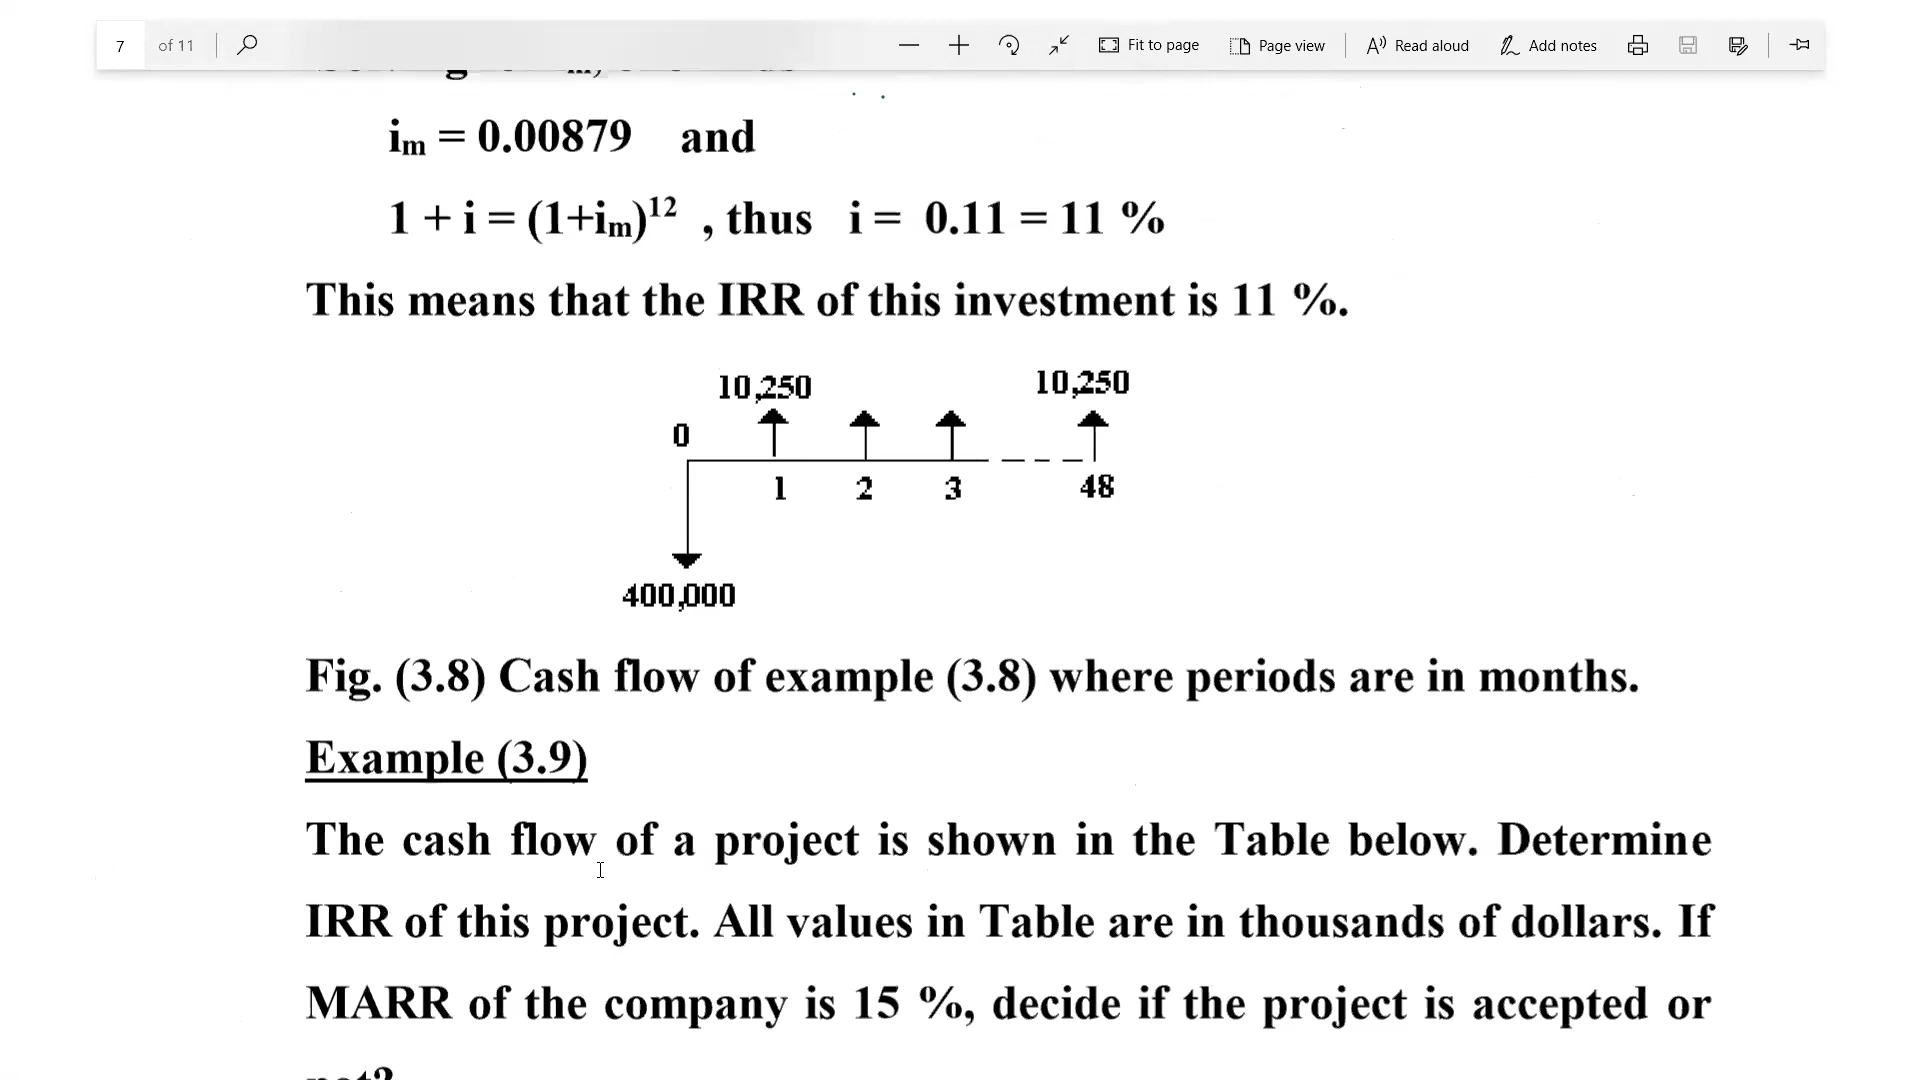 7 of 11 Fit to page Page view Read aloud Add notes
iₘ = 0.00879 and
1 + i = (1+iₘ)¹² , thus i = 0.11 = 11 %
This means that the IRR of this investment is 11 %.
10,250 10,250
0
1 2 3 48
400,000
Fig. (3.8) Cash flow of example (3.8) where periods are in months.
Example (3.9)
The cash flow of a project is shown in the Table below. Determine
IRR of this project. All values in Table are in thousands of dollars. If
MARR of the company is 15 %, decide if the project is accepted or